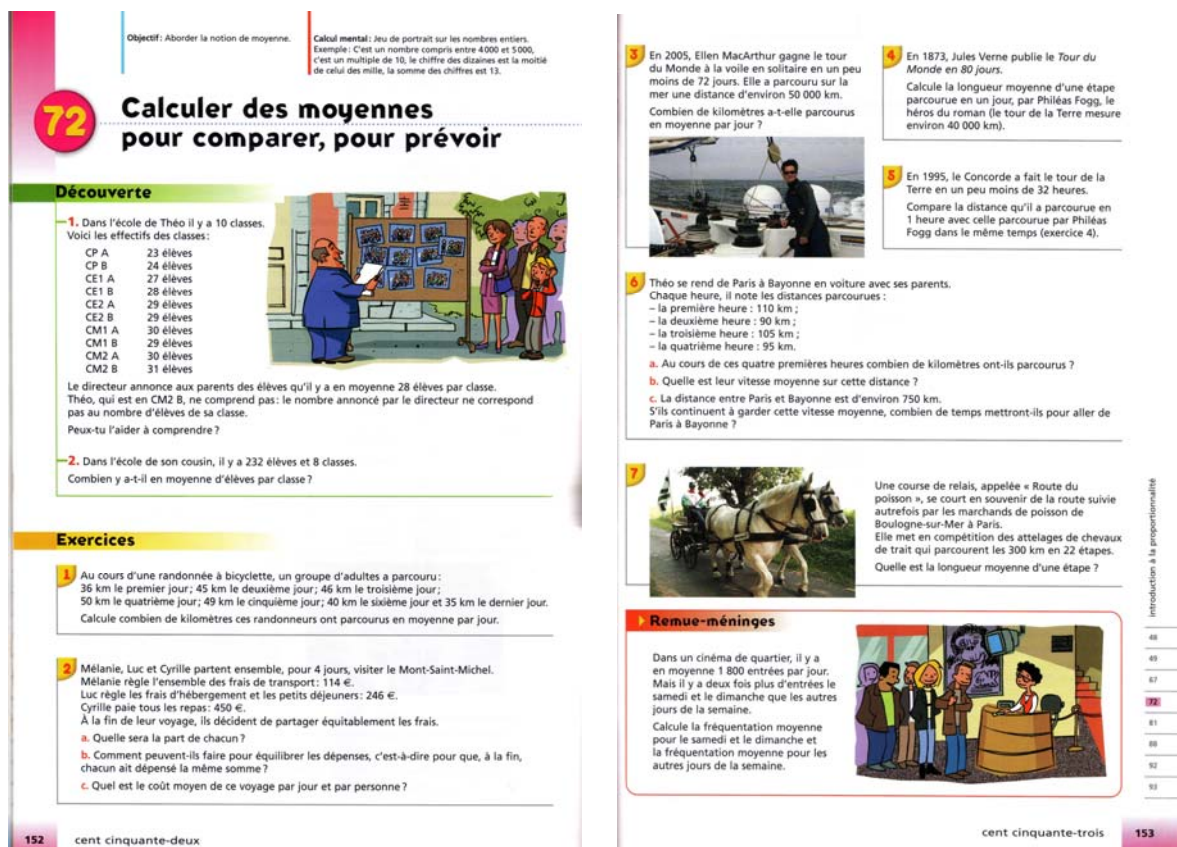 Objectif : Aborder la notion de moyenne.
Calcul mental : Jeu de portrait sur les nombres entiers.
Exemple : C'est un nombre compris entre 4 000 et 5 000,
c'est un multiple de 10, le chiffre des dizaines est la moitié
de celui des mille, la somme des chiffres est 13.
72
Calculer des moyennes
pour comparer, pour prévoir
Découverte
1. Dans l'école de Théo il y a 10 classes.
Voici les effectifs des classes :
CP A 23 élèves
CP B 24 élèves
CE1 A 27 élèves
CE1 B 28 élèves
CE2 A 29 élèves
CE2 B 29 élèves
CM1 A 30 élèves
CM1 B 29 élèves
CM2 A 30 élèves
CM2 B 31 élèves
Le directeur annonce aux parents des élèves qu'il y a en moyenne 28 élèves par classe.
Théo, qui est en CM2 B, ne comprend pas : le nombre annoncé par le directeur ne correspond
pas au nombre d'élèves de sa classe.
Peux-tu l'aider à comprendre ?
2. Dans l'école de son cousin, il y a 232 élèves et 8 classes.
Combien y a-t-il en moyenne d'élèves par classe ?
Exercices
1
Au cours d'une randonnée à bicyclette, un groupe d'adultes a parcouru :
36 km le premier jour ; 45 km le deuxième jour ; 46 km le troisième jour ;
50 km le quatrième jour ; 49 km le cinquième jour ; 40 km le sixième jour et 35 km le dernier jour.
Calcule combien de kilomètres ces randonneurs ont parcourus en moyenne par jour.
2
Mélanie, Luc et Cyrille partent ensemble, pour 4 jours, visiter le Mont-Saint-Michel.
Mélanie règle l'ensemble des frais de transport : 114 €.
Luc règle les frais d'hébergement et les petits déjeuners : 246 €.
Cyrille paie tous les repas : 450 €.
À la fin de leur voyage, ils décident de partager équitablement les frais.
a. Quelle sera la part de chacun ?
b. Comment peuvent-ils faire pour équilibrer les dépenses, c'est-à-dire pour que, à la fin,
chacun ait dépensé la même somme ?
c. Quel est le coût moyen de ce voyage par jour et par personne ?
152 cent cinquante-deux
3
En 2005, Ellen MacArthur gagne le tour
du Monde à la voile en solitaire en un peu
moins de 72 jours. Elle a parcouru sur la
mer une distance d'environ 50 000 km.
Combien de kilomètres a-t-elle parcourus
en moyenne par jour ?
4
En 1873, Jules Verne publie le Tour du
Monde en 80 jours.
Calcule la longueur moyenne d'une étape
parcourue en un jour, par Philéas Fogg, le
héros du roman (le tour de la Terre mesure
environ 40 000 km).
5
En 1995, le Concorde a fait le tour de la
Terre en un peu moins de 32 heures.
Compare la distance qu'il a parcourue en
1 heure avec celle parcourue par Philéas
Fogg dans le même temps (exercice 4).
6
Théo se rend de Paris à Bayonne en voiture avec ses parents.
Chaque heure, il note les distances parcourues :
– la première heure : 110 km ;
– la deuxième heure : 90 km ;
– la troisième heure : 105 km ;
– la quatrième heure : 95 km.
a. Au cours de ces quatre premières heures combien de kilomètres ont-ils parcourus ?
b. Quelle est leur vitesse moyenne sur cette distance ?
c. La distance entre Paris et Bayonne est d'environ 750 km.
S'ils continuent à garder cette vitesse moyenne, combien de temps mettront-ils pour aller de
Paris à Bayonne ?
7
Une course de relais, appelée « Route du
poisson », se court en souvenir de la route suivie
autrefois par les marchands de poisson de
Boulogne-sur-Mer à Paris.
Elle met en compétition des attelages de chevaux
de trait qui parcourent les 300 km en 22 étapes.
Quelle est la longueur moyenne d'une étape ?
Remue-méninges
Dans un cinéma de quartier, il y a
en moyenne 1 800 entrées par jour.
Mais il y a deux fois plus d'entrées le
samedi et le dimanche que les autres
jours de la semaine.
Calcule la fréquentation moyenne
pour le samedi et le dimanche et
la fréquentation moyenne pour les
autres jours de la semaine.
introduction à la proportionnalité
48
49
67
72
81
88
92
93
cent cinquante-trois 153